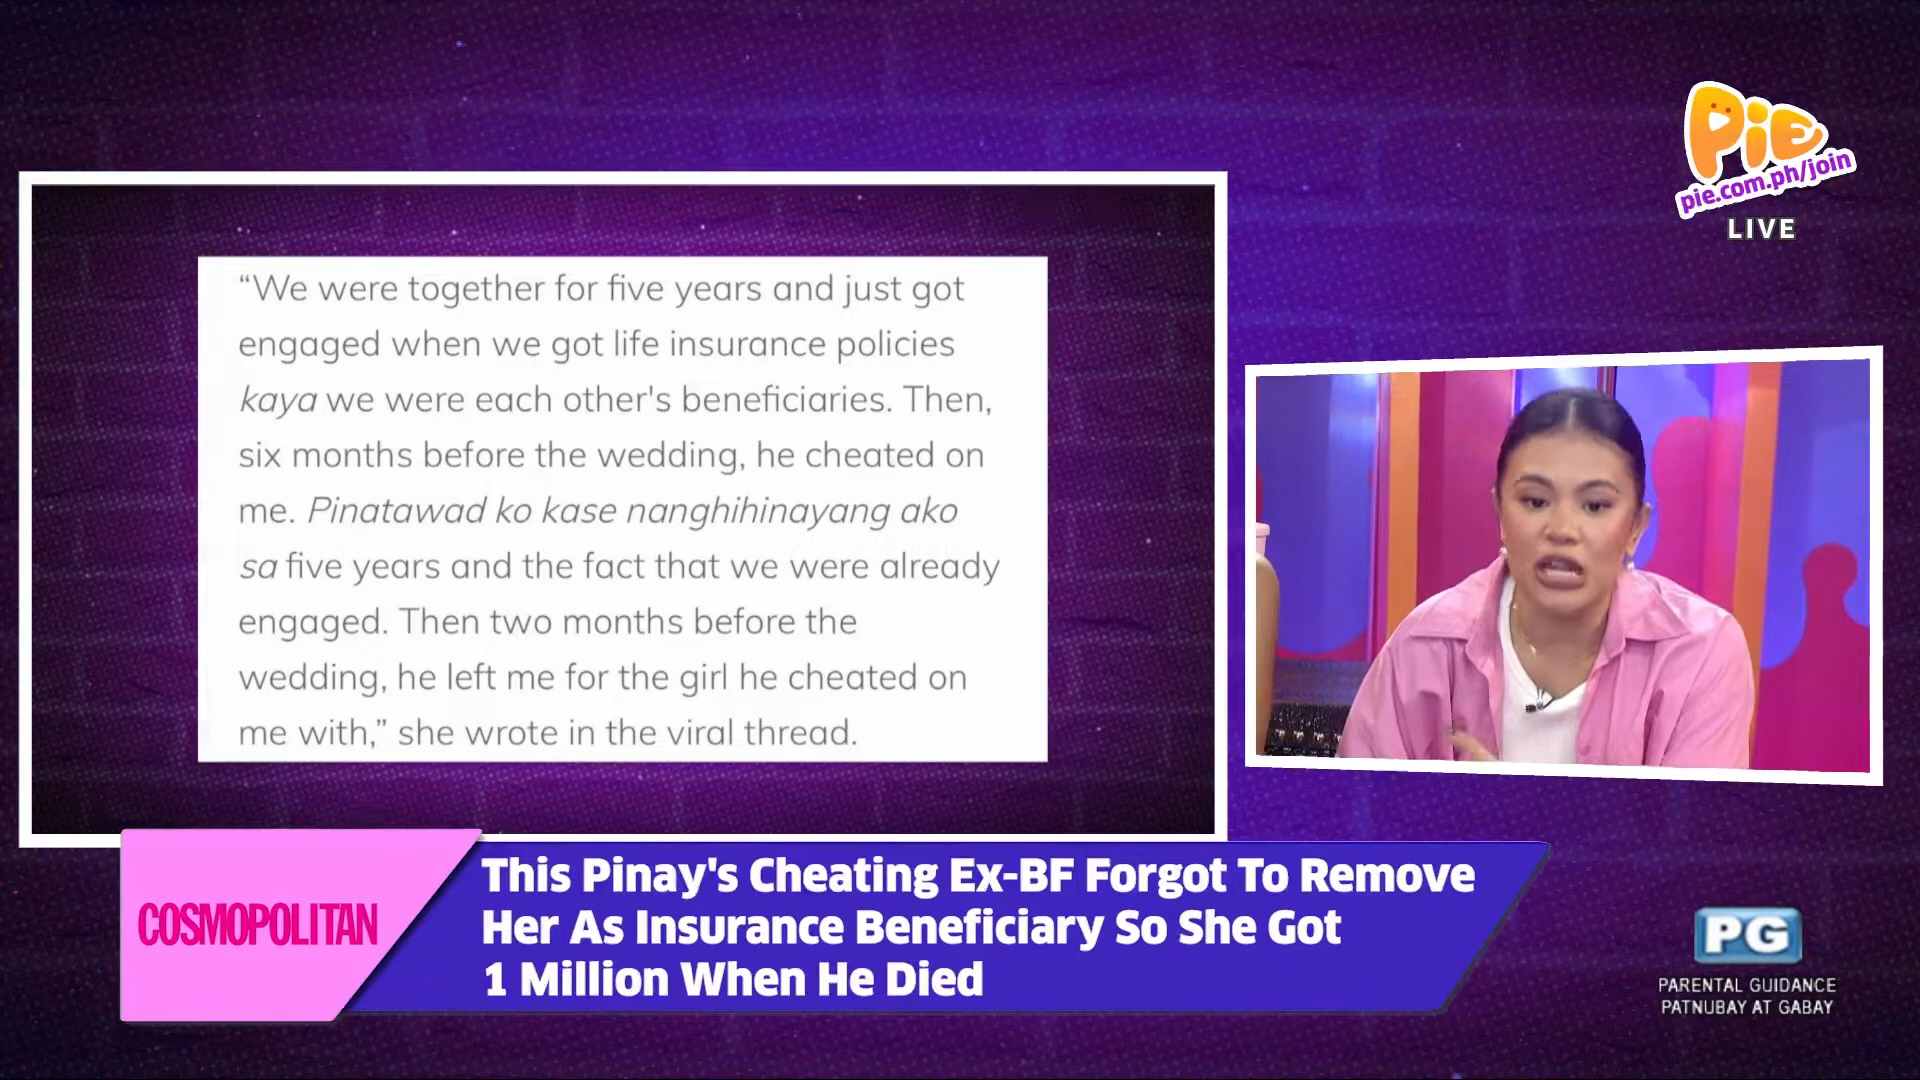 PiE
pie.com.ph/join
LIVE
“We were together for five years and just got
engaged when we got life insurance policies
kaya we were each other's beneficiaries. Then,
six months before the wedding, he cheated on
me. Pinatawad ko kase nanghihinayang ako
sa five years and the fact that we were already
engaged. Then two months before the
wedding, he left me for the girl he cheated on
me with,” she wrote in the viral thread.
COSMOPOLITAN
This Pinay's Cheating Ex-BF Forgot To Remove
Her As Insurance Beneficiary So She Got
1 Million When He Died
PG
PARENTAL GUIDANCE
PATNUBAY AT GABAY